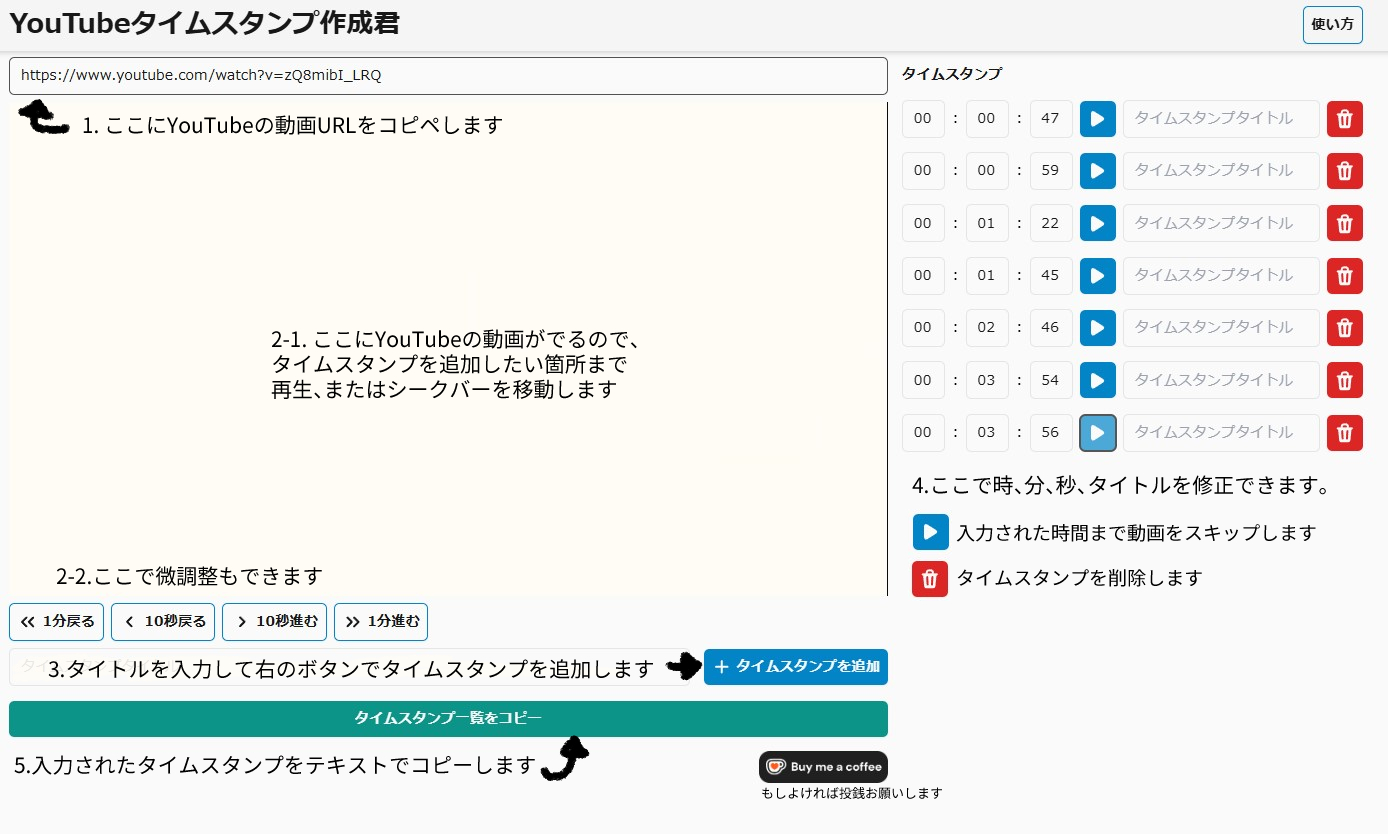 YouTubeタイムスタンプ作成君
使い方
https://www.youtube.com/watch?v=zQ8mibI_LRQ
1. ここにYouTubeの動画URLをコピペします
2-1. ここにYouTubeの動画がでるので、
タイムスタンプを追加したい箇所まで
再生、またはシークバーを移動します
2-2.ここで微調整もできます
1分戻る
10秒戻る
10秒進む
1分進む
3.タイトルを入力して右のボタンでタイムスタンプを追加します
タイムスタンプを追加
タイムスタンプ一覧をコピー
5.入力されたタイムスタンプをテキストでコピーします
Buy me a coffee
もしよければ投銭お願いします
タイムスタンプ
00 : 00 : 47 タイムスタンプタイトル
00 : 00 : 59 タイムスタンプタイトル
00 : 01 : 22 タイムスタンプタイトル
00 : 01 : 45 タイムスタンプタイトル
00 : 02 : 46 タイムスタンプタイトル
00 : 03 : 54 タイムスタンプタイトル
00 : 03 : 56 タイムスタンプタイトル
4.ここで時、分、秒、タイトルを修正できます。
入力された時間まで動画をスキップします
タイムスタンプを削除します